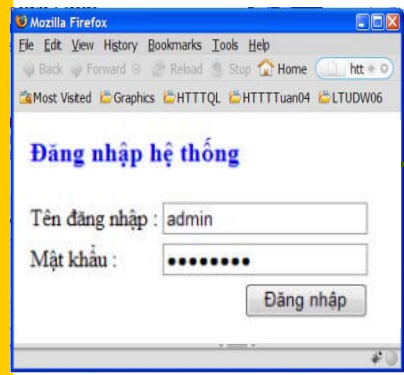 Mozilla Firefox
File Edit View History Bookmarks Tools Help
Back Forward Reload Stop Home htt
Most Visited Graphics HTTTQL HTTTTuan04 LTUDW06
Đăng nhập hệ thống
Tên đăng nhập : admin
Mật khẩu : ••••••••
Đăng nhập